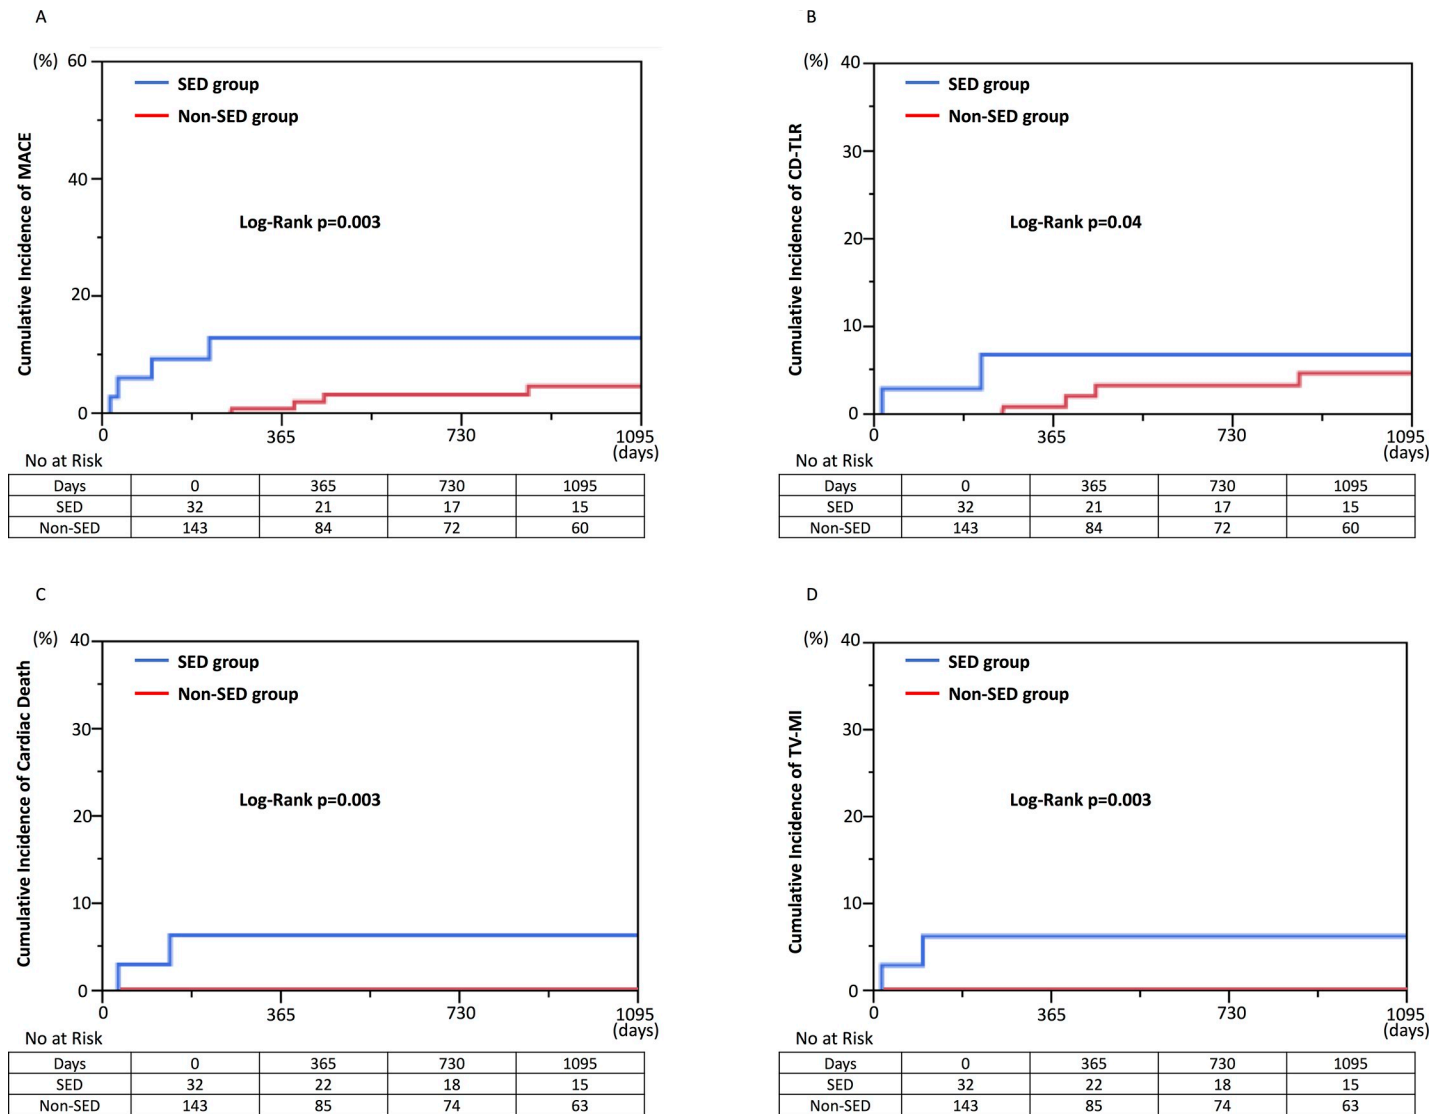 A
(%)
60
40
20
0
Cumulative Incidence of MACE
SED group
Non-SED group
Log-Rank p=0.003
0 365 730 1095
(days)
No at Risk
Days 0 365 730 1095
SED 32 21 17 15
Non-SED 143 84 72 60
B
(%)
40
30
20
10
0
Cumulative Incidence of CD-TLR
SED group
Non-SED group
Log-Rank p=0.04
0 365 730 1095
(days)
No at Risk
Days 0 365 730 1095
SED 32 21 17 15
Non-SED 143 84 72 60
C
(%)
40
30
20
10
0
Cumulative Incidence of Cardiac Death
SED group
Non-SED group
Log-Rank p=0.003
0 365 730 1095
(days)
No at Risk
Days 0 365 730 1095
SED 32 22 18 15
Non-SED 143 85 74 63
D
(%)
40
30
20
10
0
Cumulative Incidence of TV-MI
SED group
Non-SED group
Log-Rank p=0.003
0 365 730 1095
(days)
No at Risk
Days 0 365 730 1095
SED 32 22 18 15
Non-SED 143 85 74 63